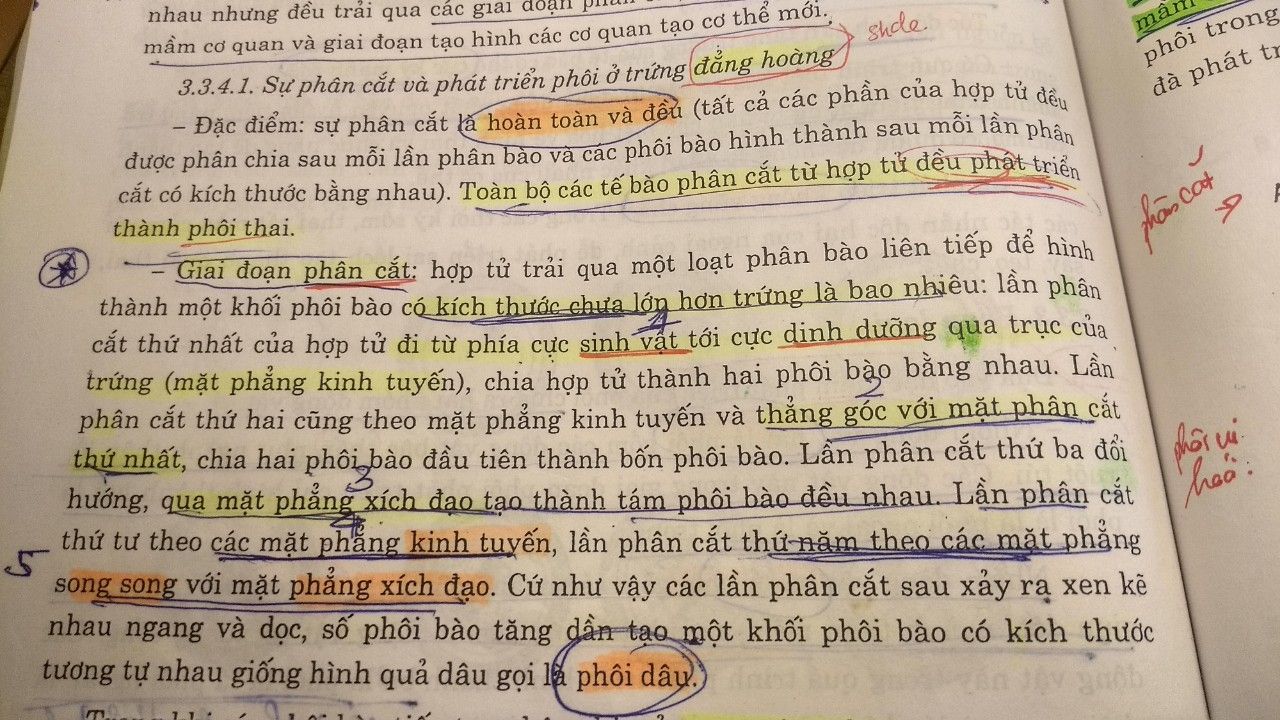 nhau nhưng đều trải qua các giai đoạn
mầm cơ quan và giai đoạn tạo hình các cơ quan tạo cơ thể mới.
shde
3.3.4.1. Sự phân cắt và phát triển phôi ở trứng đẳng hoàng
– Đặc điểm: sự phân cắt là hoàn toàn và đều (tất cả các phần của hợp tử đều
được phân chia sau mỗi lần phân bào và các phôi bào hình thành sau mỗi lần phân
cắt có kích thước bằng nhau). Toàn bộ các tế bào phân cắt từ hợp tử đều phát triển
thành phôi thai.
– Giai đoạn phân cắt: hợp tử trải qua một loạt phân bào liên tiếp để hình
thành một khối phôi bào có kích thước chưa lớn hơn trứng là bao nhiêu: lần phân
1
cắt thứ nhất của hợp tử đi từ phía cực sinh vật tới cực dinh dưỡng qua trục của
trứng (mặt phẳng kinh tuyến), chia hợp tử thành hai phôi bào bằng nhau. Lần
2
phân cắt thứ hai cũng theo mặt phẳng kinh tuyến và thẳng góc với mặt phân cắt
thứ nhất, chia hai phôi bào đầu tiên thành bốn phôi bào. Lần phân cắt thứ ba đổi
3
hướng, qua mặt phẳng xích đạo tạo thành tám phôi bào đều nhau. Lần phân cắt
4
thứ tư theo các mặt phẳng kinh tuyến, lần phân cắt thứ năm theo các mặt phẳng
5
song song với mặt phẳng xích đạo. Cứ như vậy các lần phân cắt sau xảy ra xen kẽ
nhau ngang và dọc, số phôi bào tăng dần tạo một khối phôi bào có kích thước
tương tự nhau giống hình quả dâu gọi là phôi dâu.
mầm
phôi trong
đà phát
phân cắt
phôi vị
hoá: